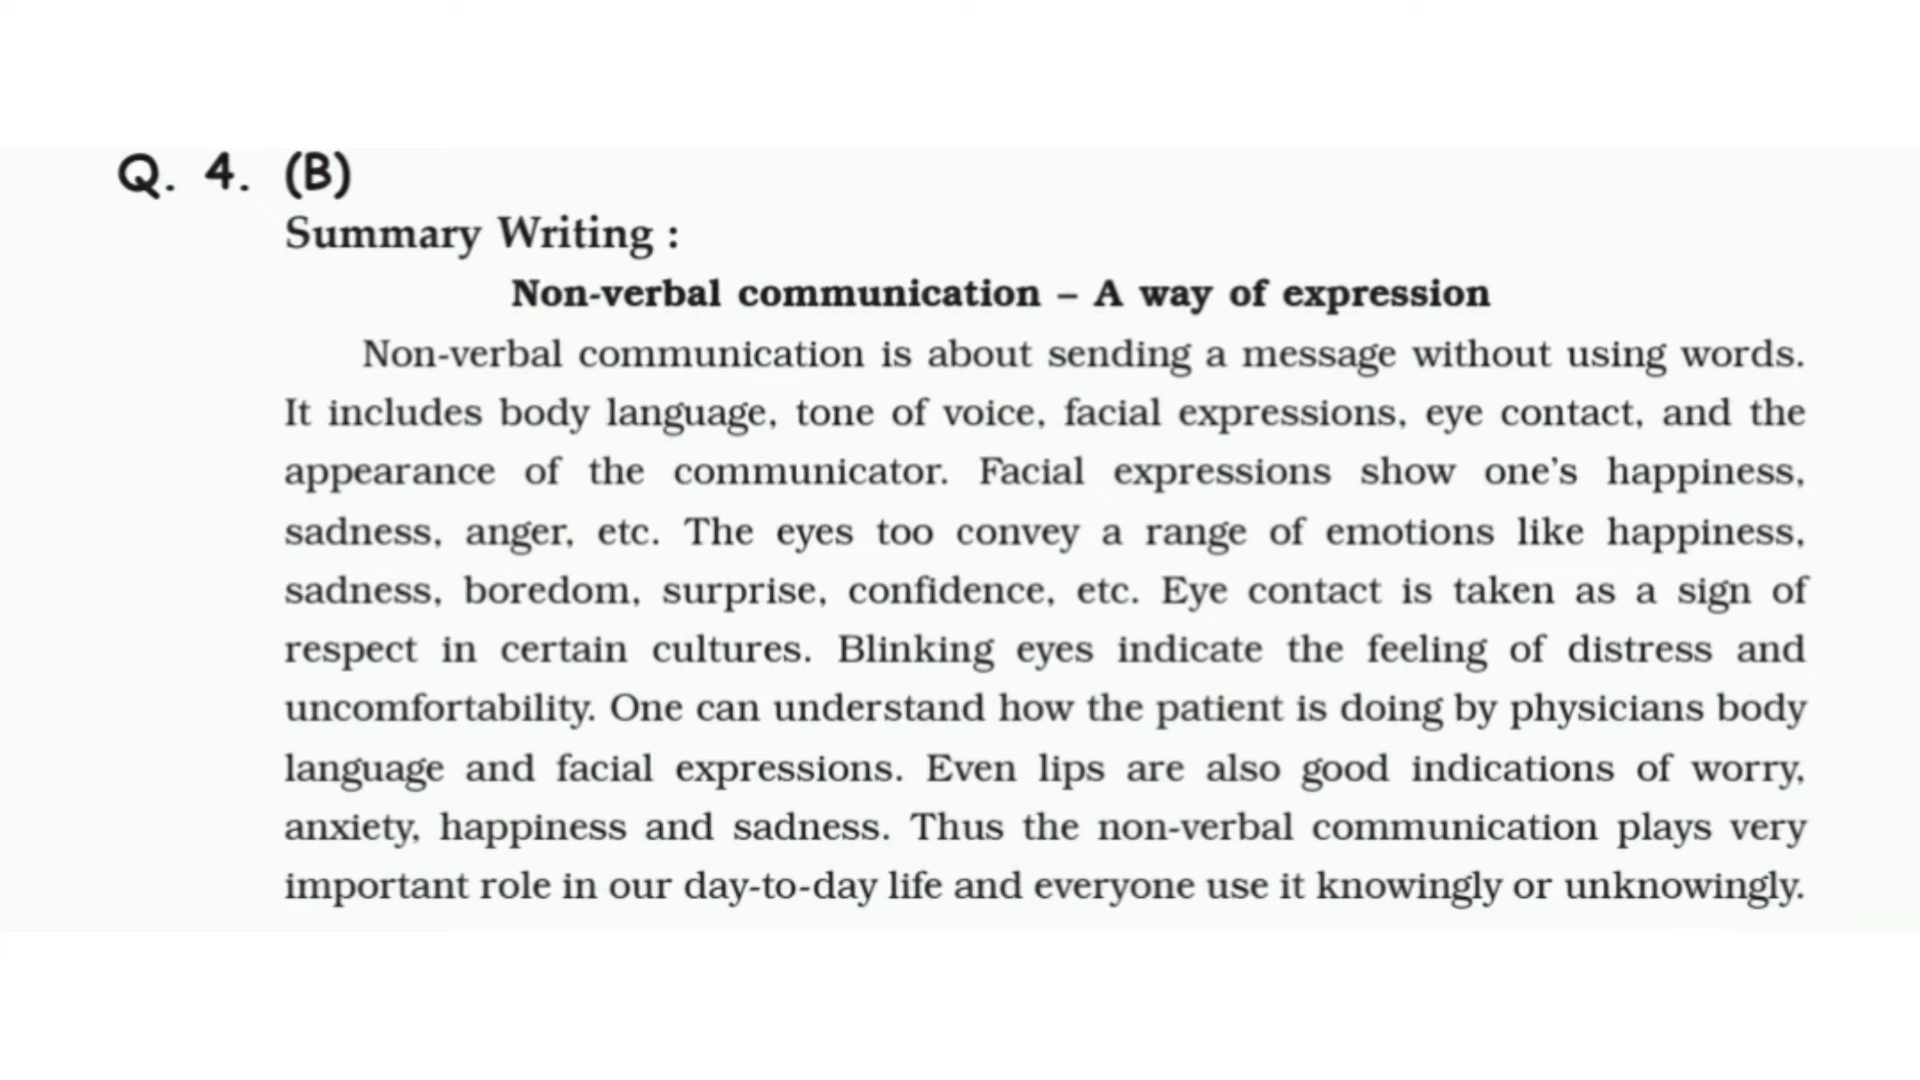 Q. 4. (B)
Summary Writing :
Non-verbal communication – A way of expression
Non-verbal communication is about sending a message without using words.
It includes body language, tone of voice, facial expressions, eye contact, and the
appearance of the communicator. Facial expressions show one's happiness,
sadness, anger, etc. The eyes too convey a range of emotions like happiness,
sadness, boredom, surprise, confidence, etc. Eye contact is taken as a sign of
respect in certain cultures. Blinking eyes indicate the feeling of distress and
uncomfortability. One can understand how the patient is doing by physicians body
language and facial expressions. Even lips are also good indications of worry,
anxiety, happiness and sadness. Thus the non-verbal communication plays very
important role in our day-to-day life and everyone use it knowingly or unknowingly.